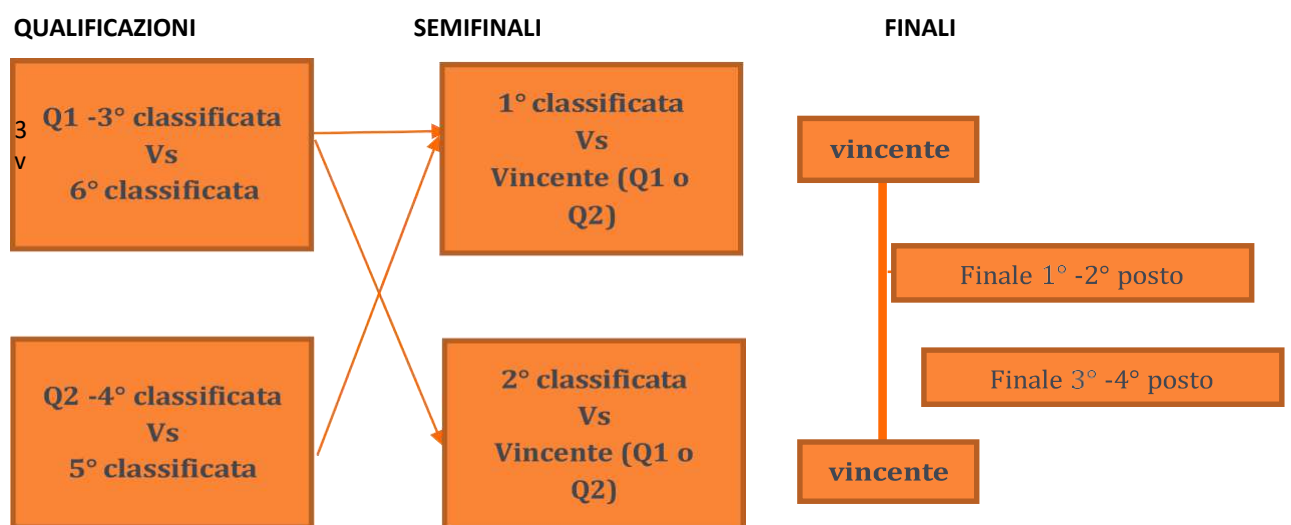 QUALIFICAZIONI
SEMIFINALI
FINALI
3
v
Q1 -3° classificata
Vs
6° classificata
1° classificata
Vs
Vincente (Q1 o
Q2)
vincente
Finale 1° -2° posto
Q2 -4° classificata
Vs
5° classificata
2° classificata
Vs
Vincente (Q1 o
Q2)
Finale 3° -4° posto
vincente